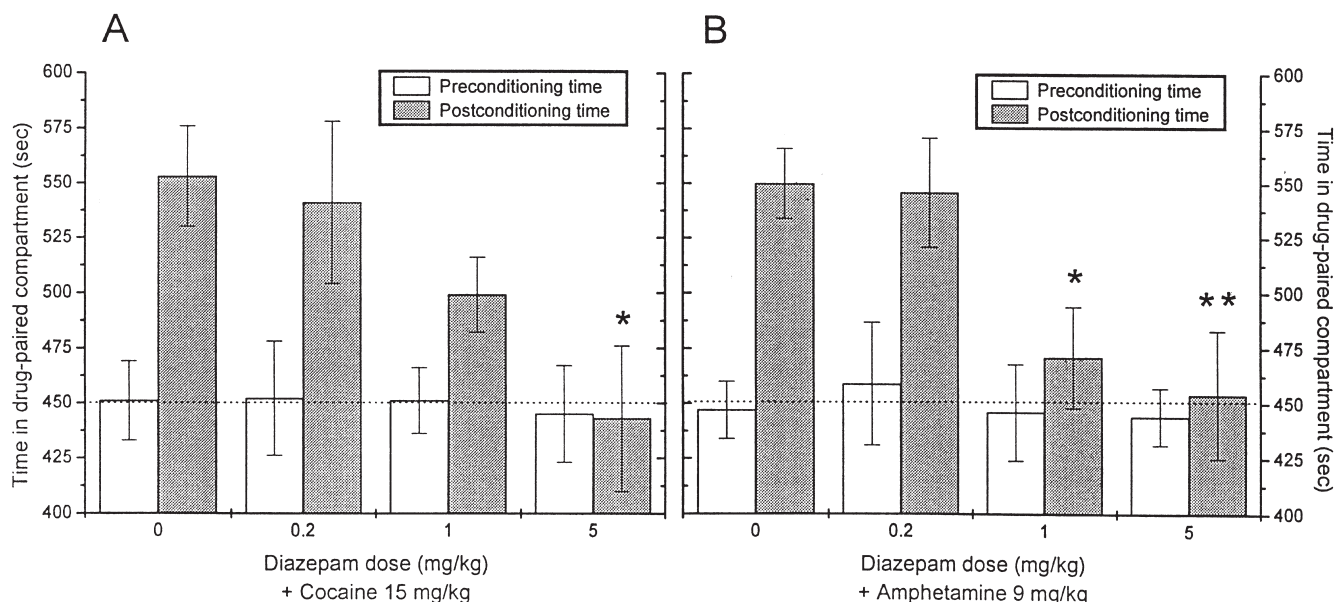 A
B
600
575
550
525
500
475
450
425
400
Time in drug-paired compartment (sec)
Preconditioning time
Postconditioning time
*
0
0.2
1
5
Diazepam dose (mg/kg)
+ Cocaine 15 mg/kg
Preconditioning time
Postconditioning time
*
* *
0
0.2
1
5
Diazepam dose (mg/kg)
+ Amphetamine 9 mg/kg
600
575
550
525
500
475
450
425
400
Time in drug-paired compartment (sec)